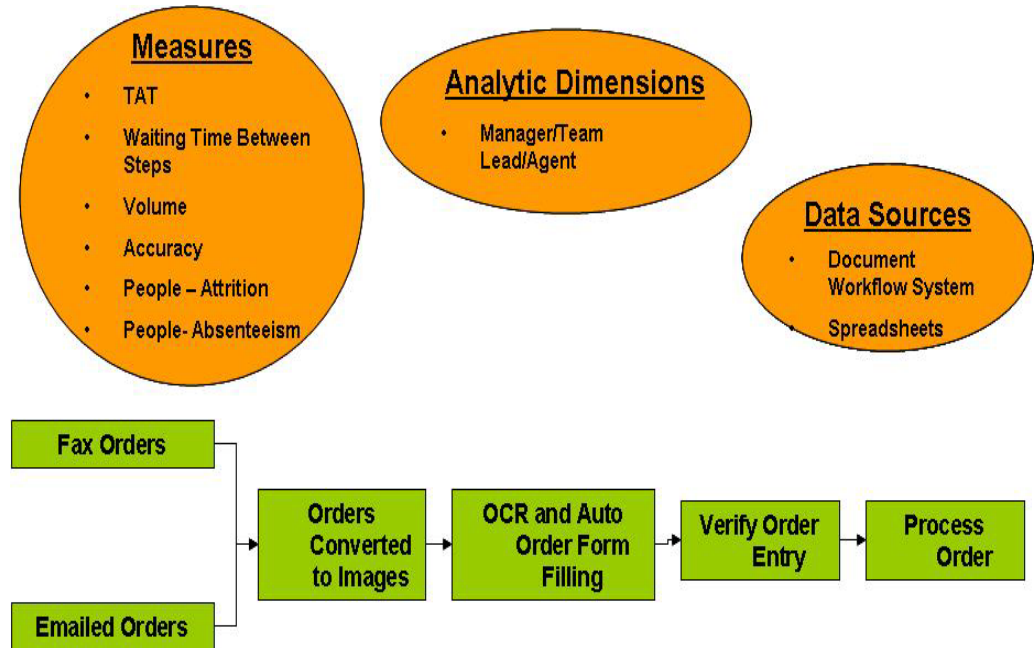 Measures
• TAT
• Waiting Time Between
Steps
• Volume
• Accuracy
• People – Attrition
• People- Absenteeism
Analytic Dimensions
• Manager/Team
Lead/Agent
Data Sources
• Document
Workflow System
• Spreadsheets
Fax Orders
Emailed Orders
Orders
Converted
to Images
OCR and Auto
Order Form
Filling
Verify Order
Entry
Process
Order